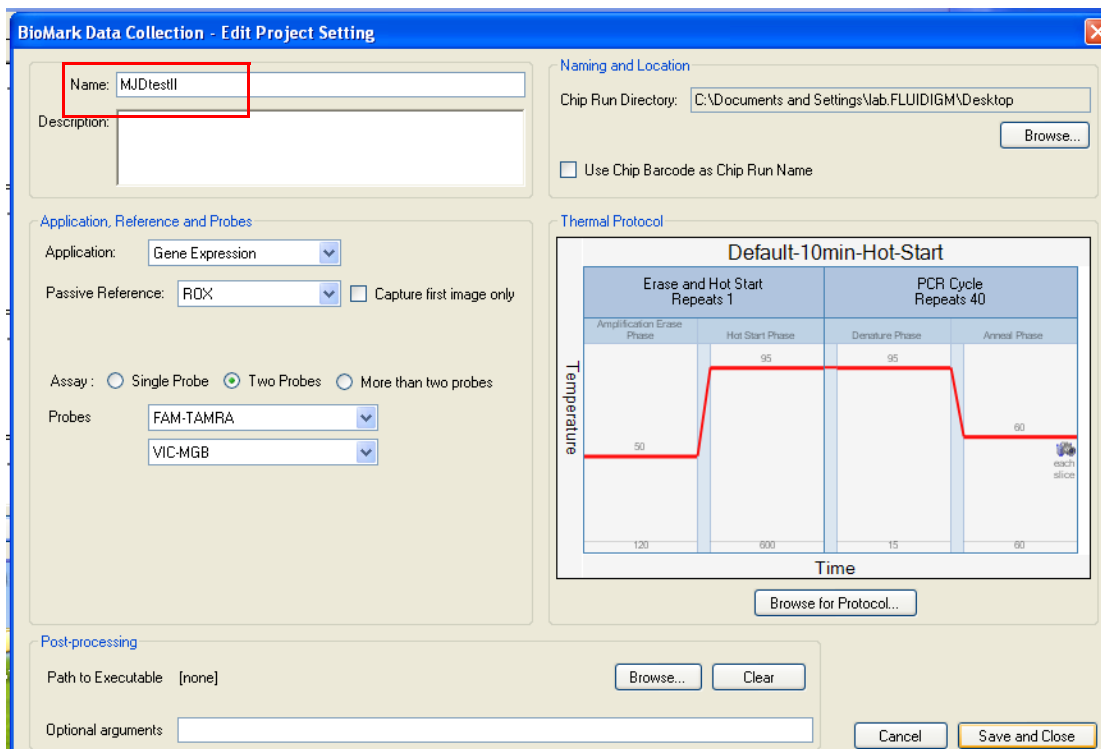 BioMark Data Collection - Edit Project Setting
Name: MJDtestII
Description:
Naming and Location
Chip Run Directory: C:\Documents and Settings\lab.FLUIDIGM\Desktop
Browse...
Use Chip Barcode as Chip Run Name
Application, Reference and Probes
Application: Gene Expression
Passive Reference: ROX Capture first image only
Assay : Single Probe Two Probes More than two probes
Probes FAM-TAMRA
VIC-MGB
Thermal Protocol
Default-10min-Hot-Start
Erase and Hot Start
Repeats 1
PCR Cycle
Repeats 40
Amplification Erase
Phase
Hot Start Phase
Denature Phase
Anneal Phase
Temperature
50
95
95
60
each
slice
120
600
15
60
Time
Browse for Protocol...
Post-processing
Path to Executable [none] Browse... Clear
Optional arguments
Cancel Save and Close